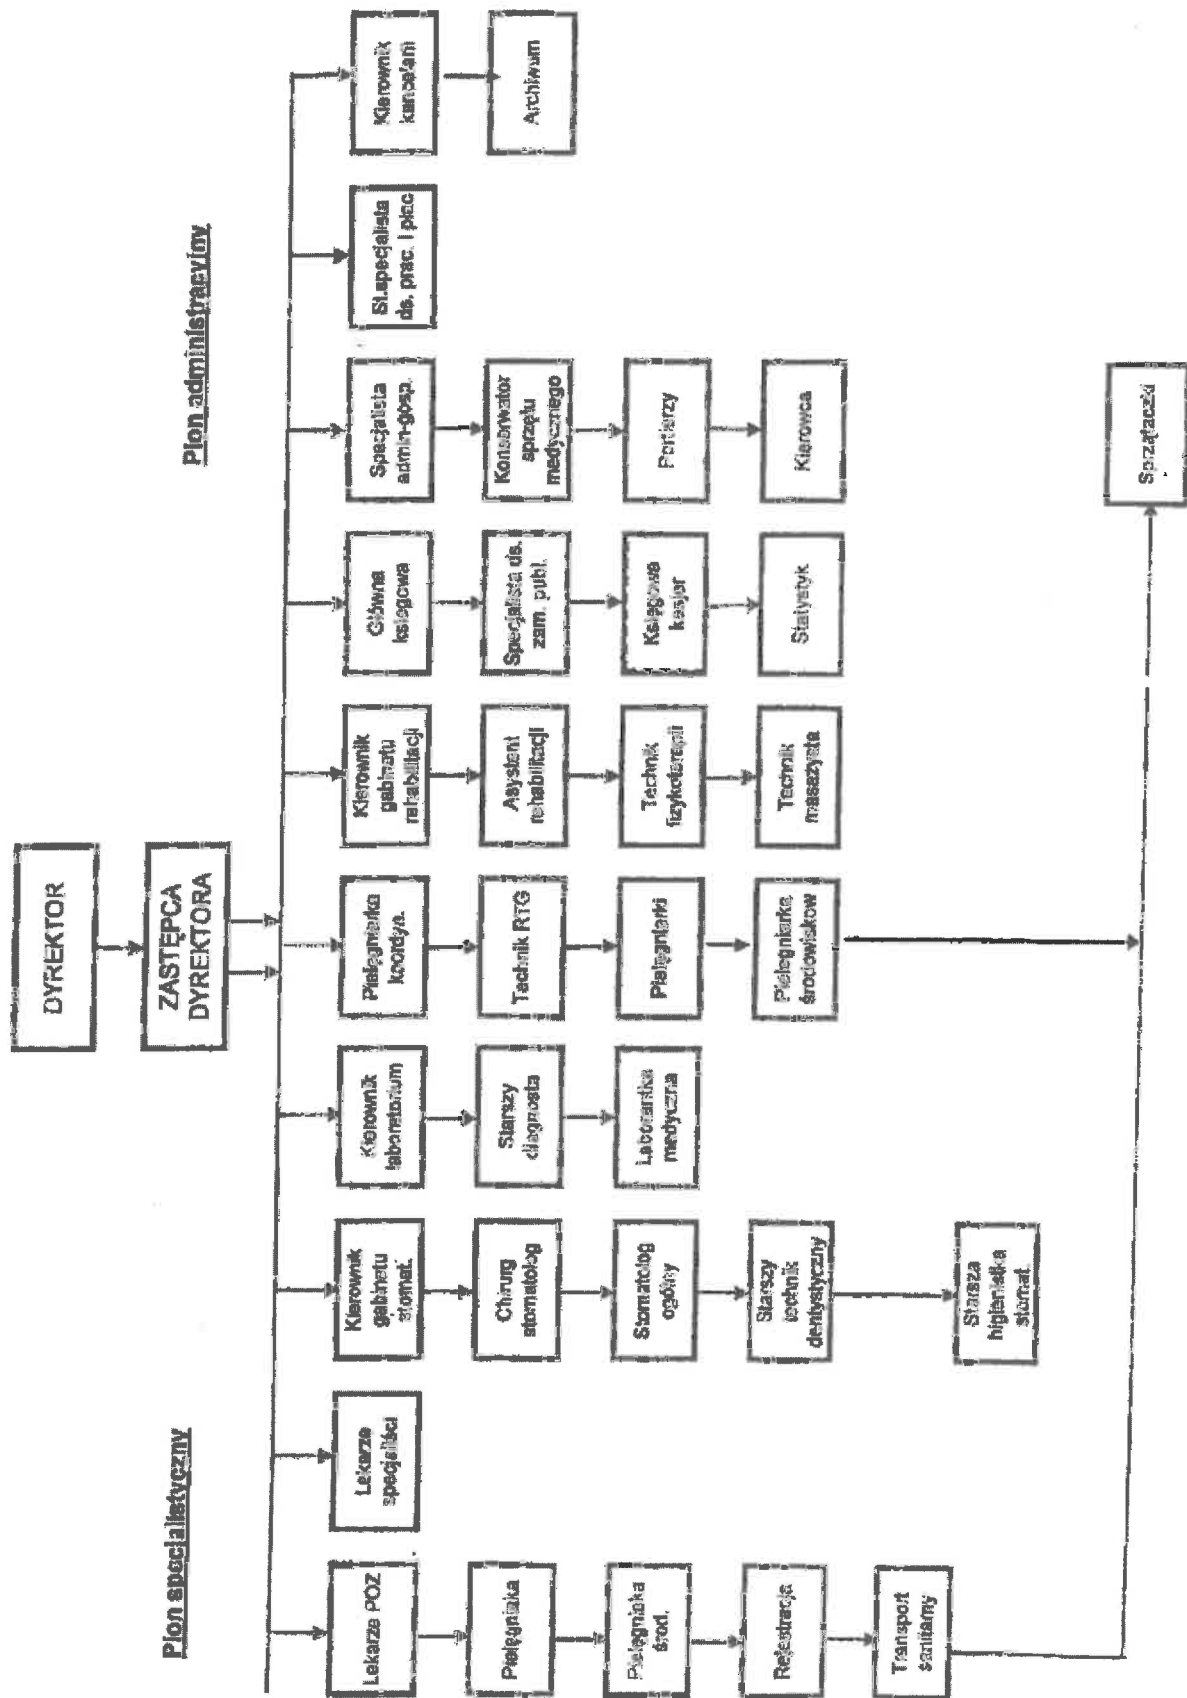 DYREKTOR
ZASTĘPCA
DYREKTORA
Pion specjalistyczny
Pion administracyjny
Lekarze POZ
Pielęgniaka
Pielęgniaka
środ.
Rejestracja
Transport
sanitarny
Lekarze
specjaliści
Kierownik
gabinetu
stomat.
Chirurg
stomatolog
Stomatolog
ogólny
Starszy
technik
dentystyczny
Starsza
higienistka
stomat.
Kierownik
laboratorium
Starszy
diagnosta
Laborantka
medyczna
Pielęgniarka
koordyn.
Technik RTG
Pielęgniarki
Pielęgniarka
środowiskow
Kierownik
gabinetu
rehabilitacji
Asystent
rehabilitacji
Technik
fizykoterapii
Technik
masażysta
Główna
księgowa
Specjalista ds.
zam. publ.
Księgowa
kasjer
Statystyk
Specjalista
admin-gosp.
Konserwator
sprzętu
medycznego
Portierzy
Kierowca
St.specjalista
ds. prac. i płac
Kierownik
kancelarii
Archiwum
Sprzątaczki